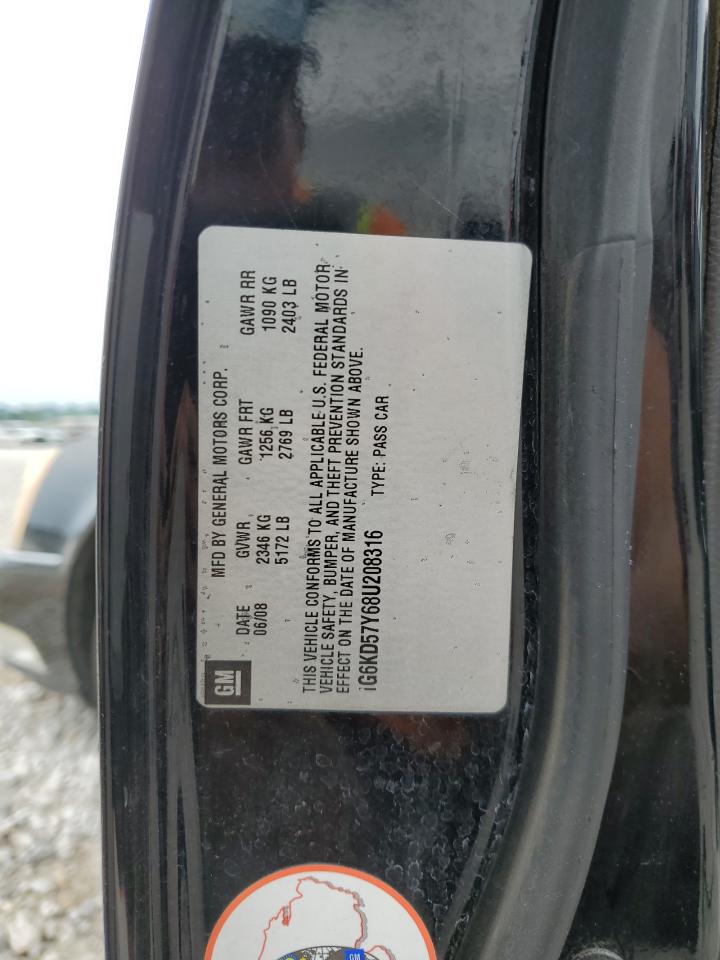 GM
MFD BY GENERAL MOTORS CORP.
DATE GVWR GAWR FRT GAWR RR
06/08 2346 KG 1256 KG 1090 KG
5172 LB 2769 LB 2403 LB
THIS VEHICLE CONFORMS TO ALL APPLICABLE U.S. FEDERAL MOTOR
VEHICLE SAFETY, BUMPER, AND THEFT PREVENTION STANDARDS IN
EFFECT ON THE DATE OF MANUFACTURE SHOWN ABOVE.
1G6KD57Y68U208316 TYPE: PASS CAR
GM